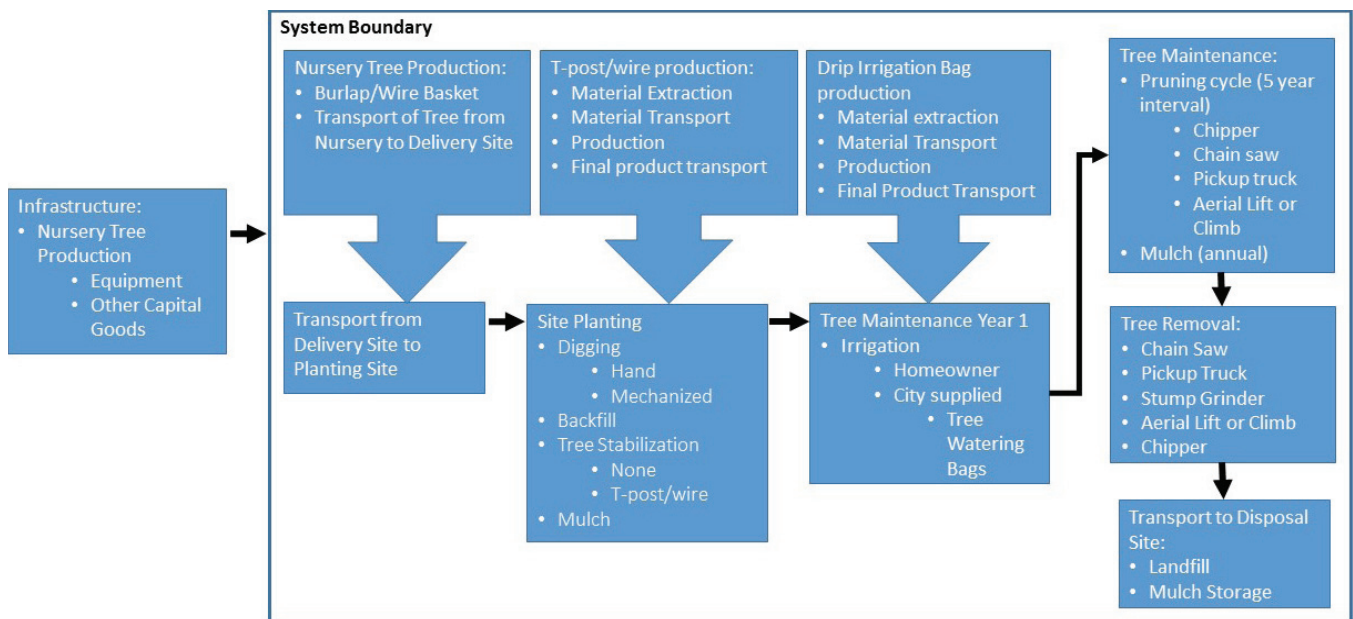 System Boundary
Infrastructure:
• Nursery Tree
Production
• Equipment
• Other Capital
Goods
Nursery Tree Production:
• Burlap/Wire Basket
• Transport of Tree from
Nursery to Delivery Site
T-post/wire production:
• Material Extraction
• Material Transport
• Production
• Final product transport
Drip Irrigation Bag
production
• Material extraction
• Material Transport
• Production
• Final Product Transport
Transport from
Delivery Site to
Planting Site
Site Planting
• Digging
• Hand
• Mechanized
• Backfill
• Tree Stabilization
• None
• T-post/wire
• Mulch
Tree Maintenance Year 1
• Irrigation
• Homeowner
• City supplied
• Tree
Watering
Bags
Tree Maintenance:
• Pruning cycle (5 year
interval)
• Chipper
• Chain saw
• Pickup truck
• Aerial Lift or
Climb
• Mulch (annual)
Tree Removal:
• Chain Saw
• Pickup Truck
• Stump Grinder
• Aerial Lift or Climb
• Chipper
Transport to Disposal
Site:
• Landfill
• Mulch Storage